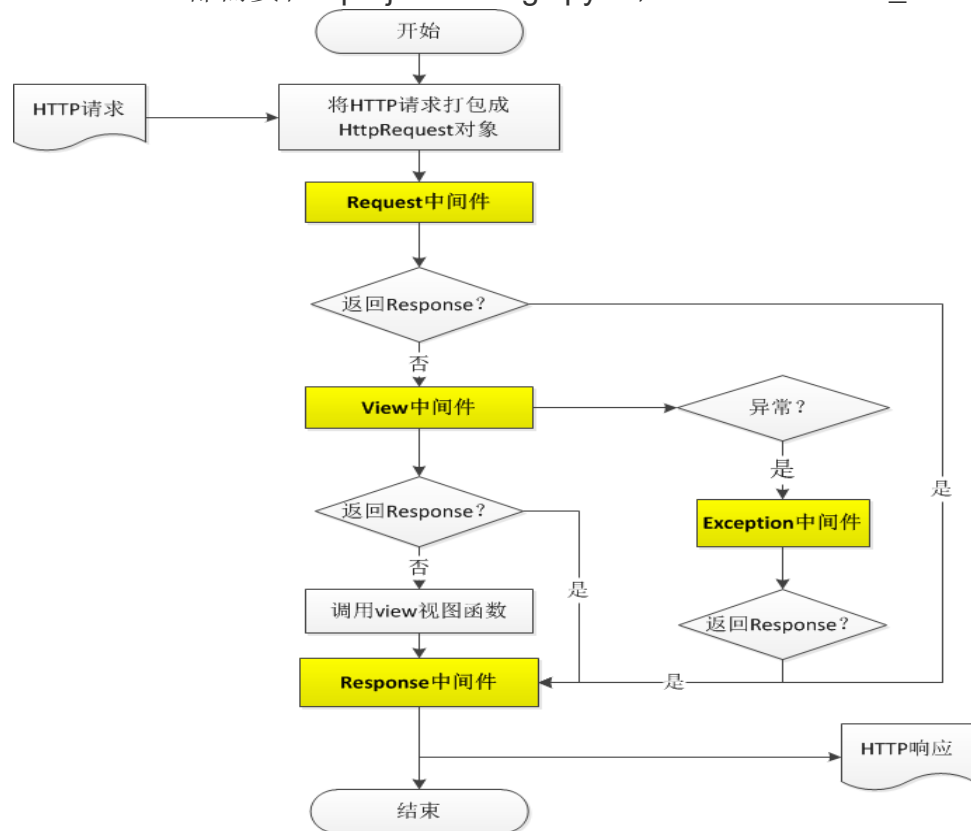 开始
HTTP请求
将HTTP请求打包成
HttpRequest对象
Request中间件
返回Response？
否
View中间件
异常？
是
是
返回Response？
Exception中间件
否
是
调用view视图函数
返回Response？
Response中间件
是
HTTP响应
结束